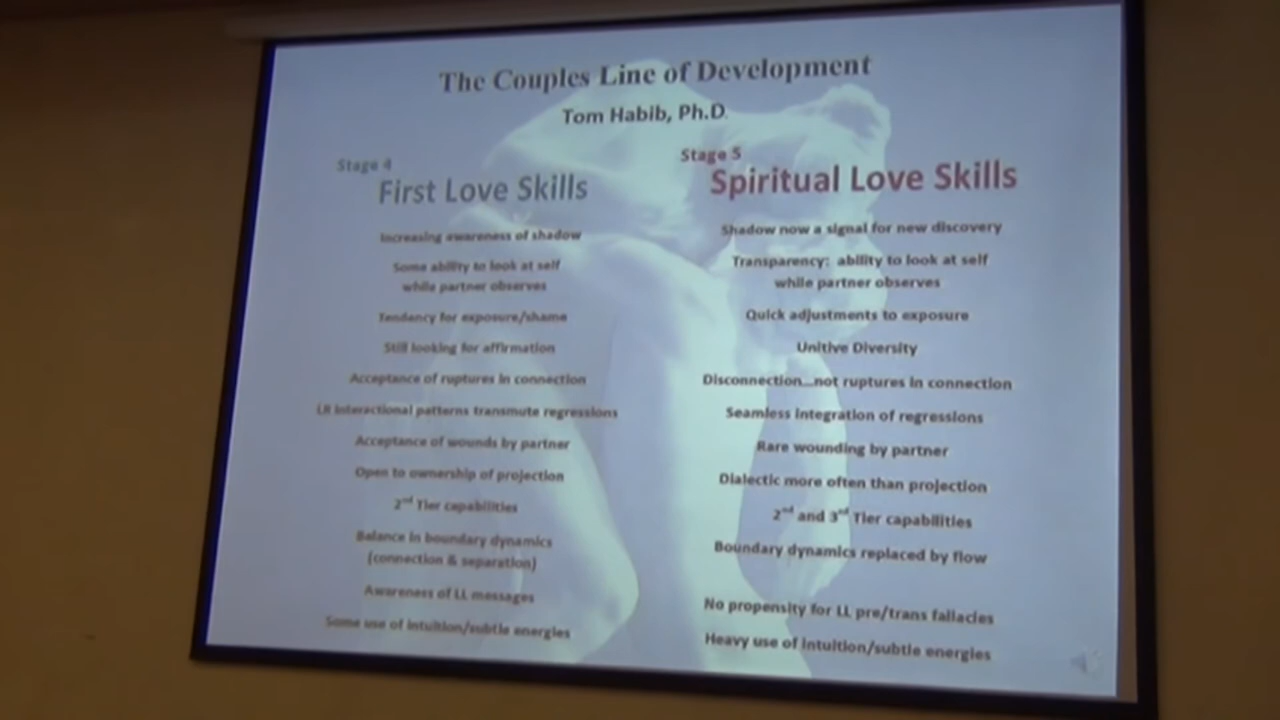 The Couples Line of Development
Tom Habib, Ph.D.
Stage 4
First Love Skills
Increasing awareness of shadow
Some ability to look at self
while partner observes
Tendency for exposure/shame
Still looking for affirmation
Acceptance of ruptures in connection
LR interactional patterns transmute regressions
Acceptance of wounds by partner
Open to ownership of projection
2nd Tier capabilities
Balance in boundary dynamics
(connection & separation)
Awareness of LL messages
Some use of intuition/subtle energies
Stage 5
Spiritual Love Skills
Shadow now a signal for new discovery
Transparency: ability to look at self
while partner observes
Quick adjustments to exposure
Unitive Diversity
Disconnection...not ruptures in connection
Seamless integration of regressions
Rare wounding by partner
Dialectic more often than projection
2nd and 3rd Tier capabilities
Boundary dynamics replaced by flow
No propensity for LL pre/trans fallacies
Heavy use of intuition/subtle energies